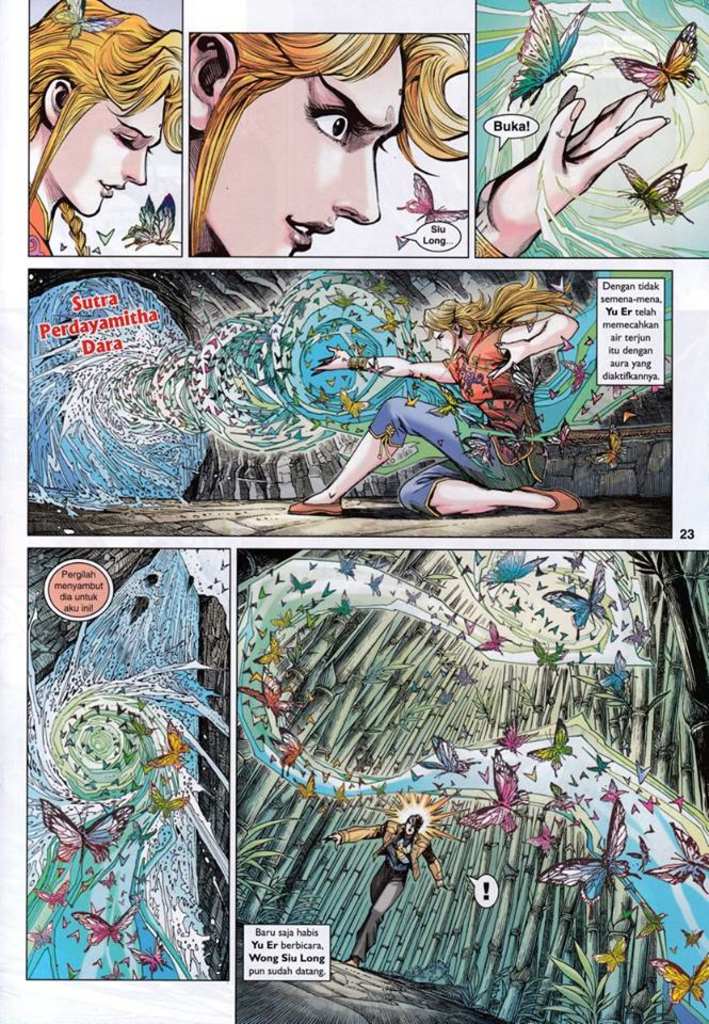 Siu
Long...
Buka!
Sutra
Perdayamitha
Dara
Dengan tidak
semena-mena,
Yu Er telah
memecahkan
air terjun
itu dengan
aura yang
diaktifkannya.
23
Pergilah
menyambut
dia untuk
aku ini!
!
Baru saja habis
Yu Er berbicara,
Wong Siu Long
pun sudah datang.